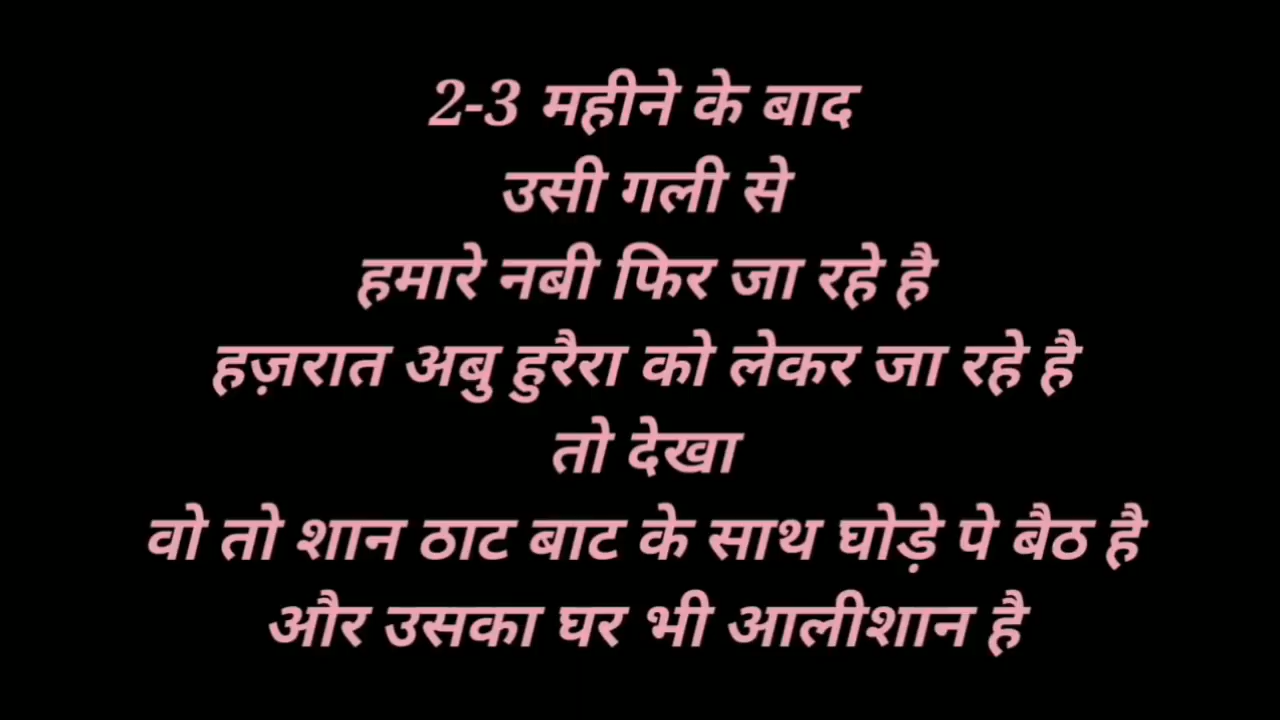 2-3 महीने के बाद
उसी गली से
हमारे नबी फिर जा रहे है
हज़रात अबु हुरैरा को लेकर जा रहे है
तो देखा
वो तो शान ठाट बाट के साथ घोड़े पे बैठ है
और उसका घर भी आलीशान है